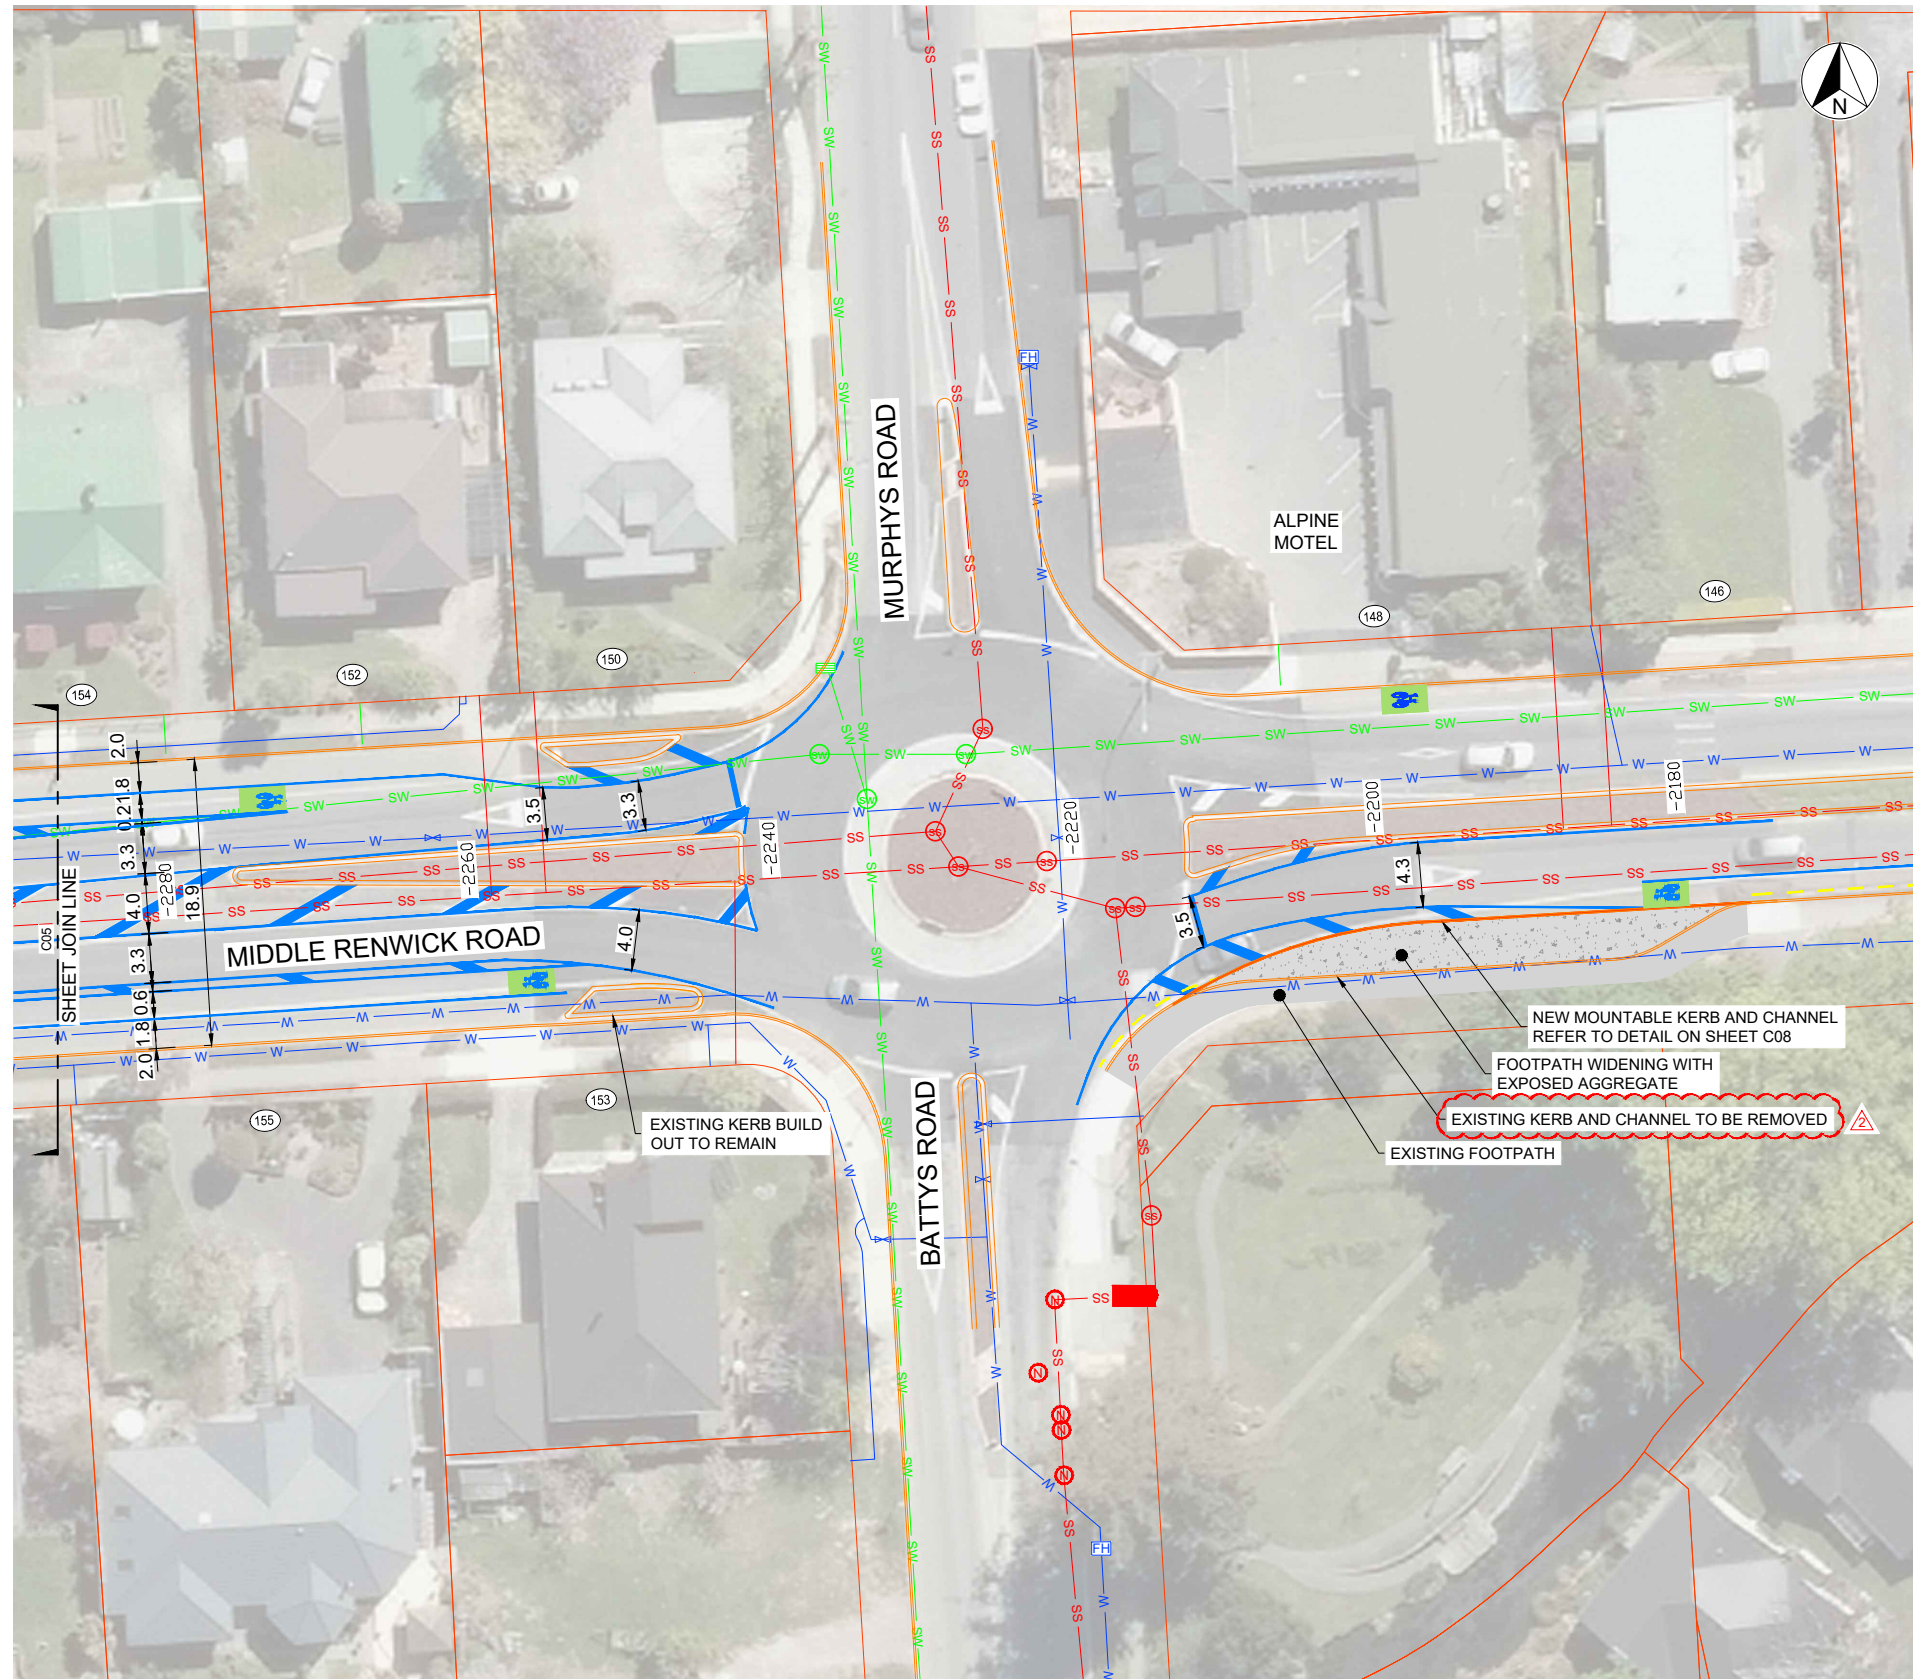 N
MURPHYS ROAD
ALPINE
MOTEL
FH
146
148
150
152
154
2.0
1.8
0.2
3.3
4.0
3.3
0.6
1.8
2.0
18.9
3.5
3.3
4.0
4.3
3.5
-2280
-2260
-2240
-2220
-2200
-2180
C05
SHEET JOIN LINE
MIDDLE RENWICK ROAD
NEW MOUNTABLE KERB AND CHANNEL
REFER TO DETAIL ON SHEET C08
FOOTPATH WIDENING WITH
EXPOSED AGGREGATE
EXISTING KERB AND CHANNEL TO BE REMOVED
2
EXISTING FOOTPATH
EXISTING KERB BUILD
OUT TO REMAIN
153
155
BATTYS ROAD
SW
SS
W
N
N
N
N
N
FH